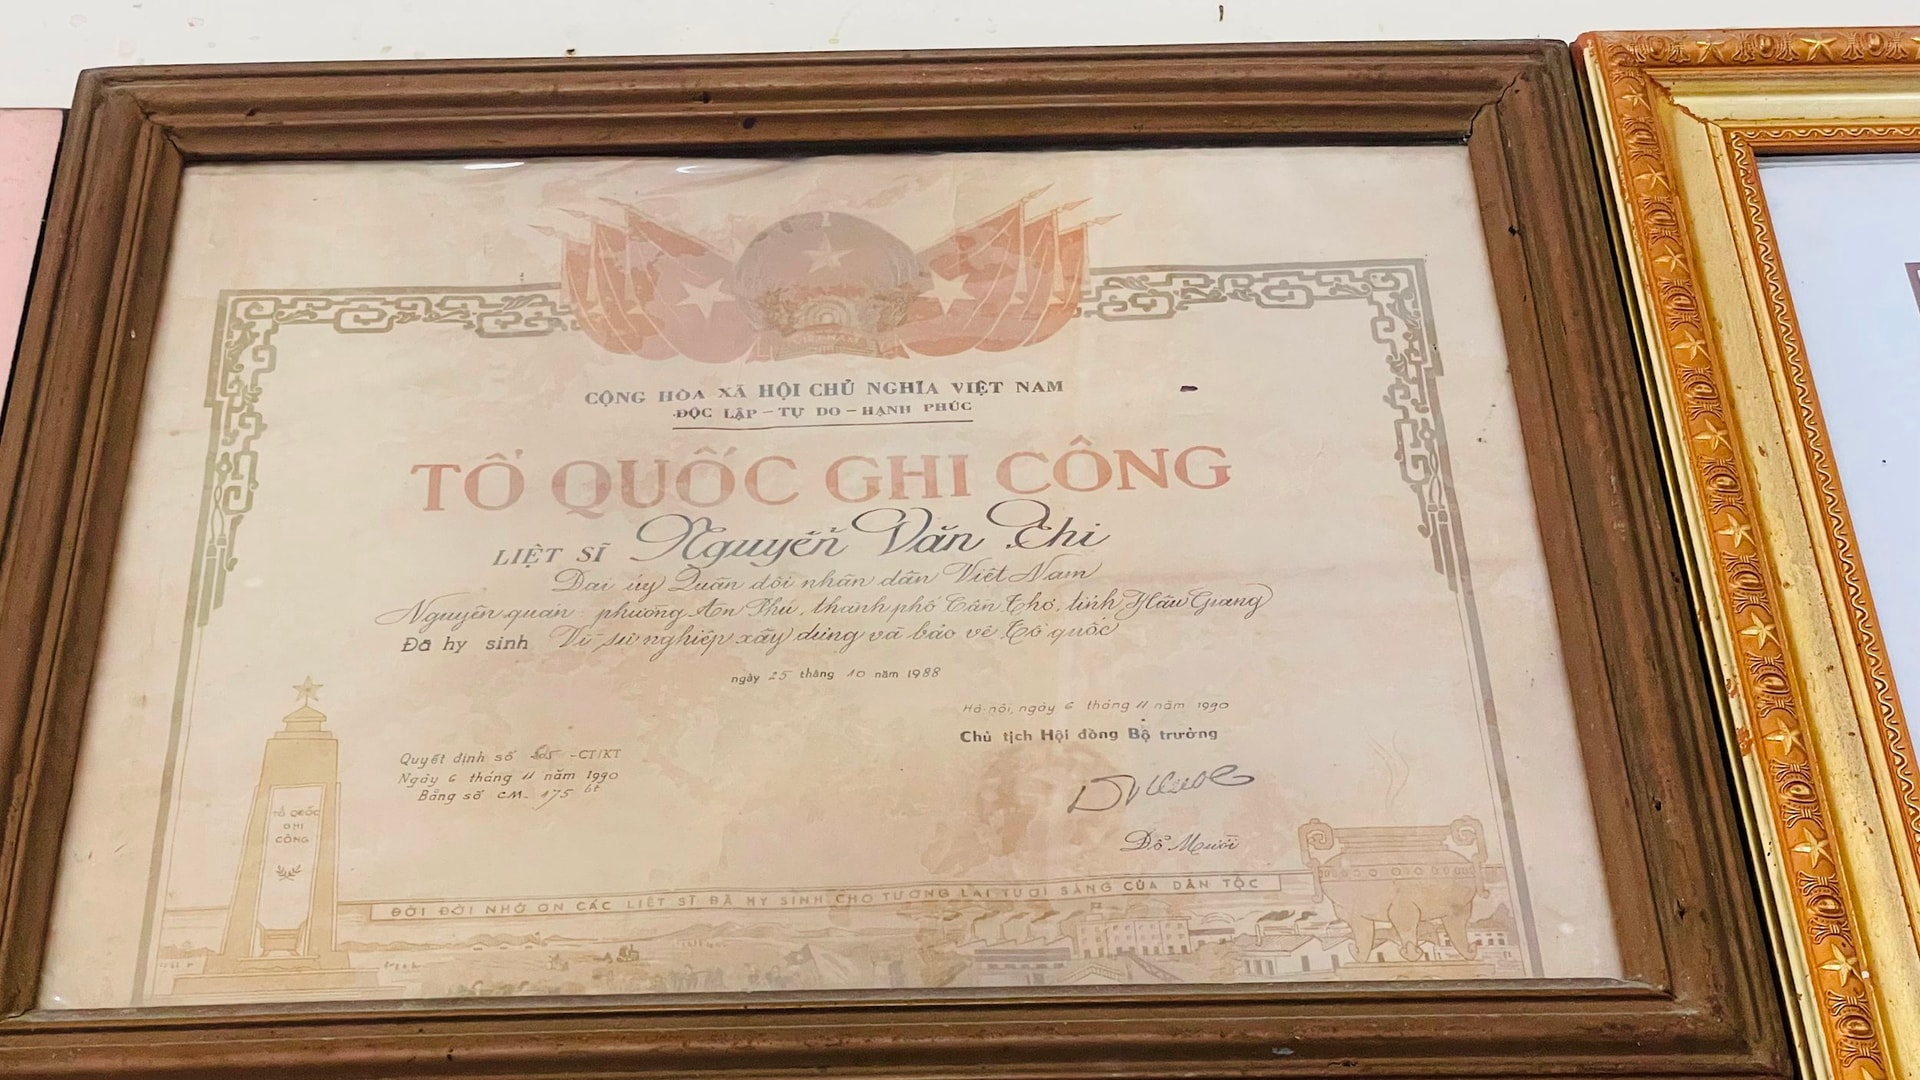 VIỆT NAM
CỘNG HÒA XÃ HỘI CHỦ NGHĨA VIỆT NAM
ĐỘC LẬP - TỰ DO - HẠNH PHÚC
TỔ QUỐC GHI CÔNG
LIỆT SĨ Nguyễn Văn Thi
Đại úy Quân đội nhân dân Việt Nam
Nguyên quán: phường An Phú, thành phố Cần Thơ, tỉnh Hậu Giang
Đã hy sinh Vì sự nghiệp xây dựng và bảo vệ Tổ quốc
ngày 25 tháng 10 năm 1988
Hà-nội, ngày 6 tháng 11 năm 1990
Chủ tịch Hội đồng Bộ trưởng
Quyết định số -CT/KT
Ngày 6 tháng 11 năm 1990
Bằng số CM. 175 bt
Đỗ Mười
TỔ QUỐC
GHI
CÔNG
ĐỜI ĐỜI NHỚ ƠN CÁC LIỆT SĨ ĐÃ HY SINH CHO TƯƠNG LAI TƯƠI SÁNG CỦA DÂN TỘC